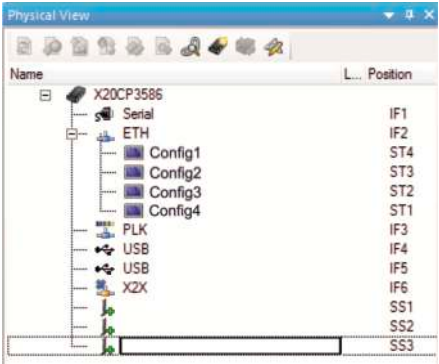 Physical View
Name L... Position
X20CP3586
Serial IF1
ETH IF2
Config1 ST4
Config2 ST3
Config3 ST2
Config4 ST1
PLK IF3
USB IF4
USB IF5
X2X IF6
SS1
SS2
SS3